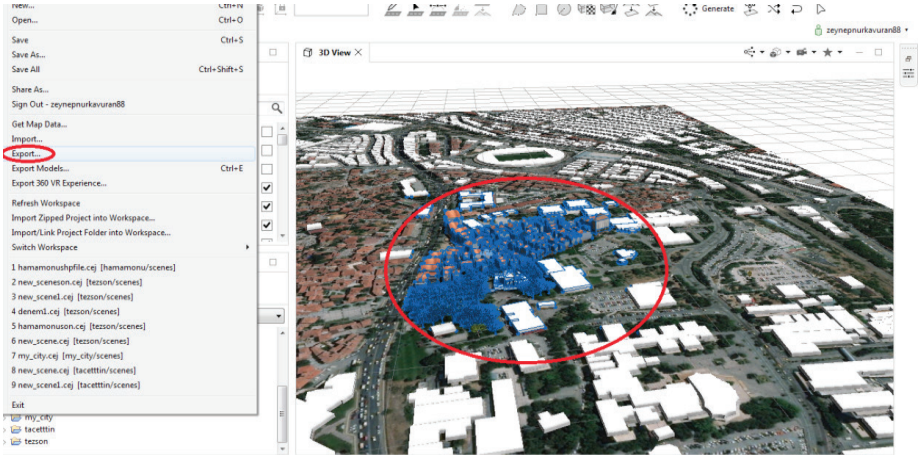 New... Ctrl+N
Open... Ctrl+O
Save Ctrl+S
Save As...
Save All Ctrl+Shift+S
Share As...
Sign Out - zeynepnurkavuran88
Get Map Data...
Import...
Export...
Export Models... Ctrl+E
Export 360 VR Experience...
Refresh Workspace
Import Zipped Project into Workspace...
Import/Link Project Folder into Workspace...
Switch Workspace
1 hamamonushpfile.cej [hamamonu/scenes]
2 new_sceneson.cej [tezson/scenes]
3 new_scene1.cej [tezson/scenes]
4 denem1.cej [tezson/scenes]
5 hamamonuson.cej [tezson/scenes]
6 new_scene.cej [tezson/scenes]
7 my_city.cej [my_city/scenes]
8 new_scene.cej [tacetttin/scenes]
9 new_scene1.cej [tacetttin/scenes]
Exit
my_city
tacetttin
tezson
Generate
zeynepnurkavuran88
3D View